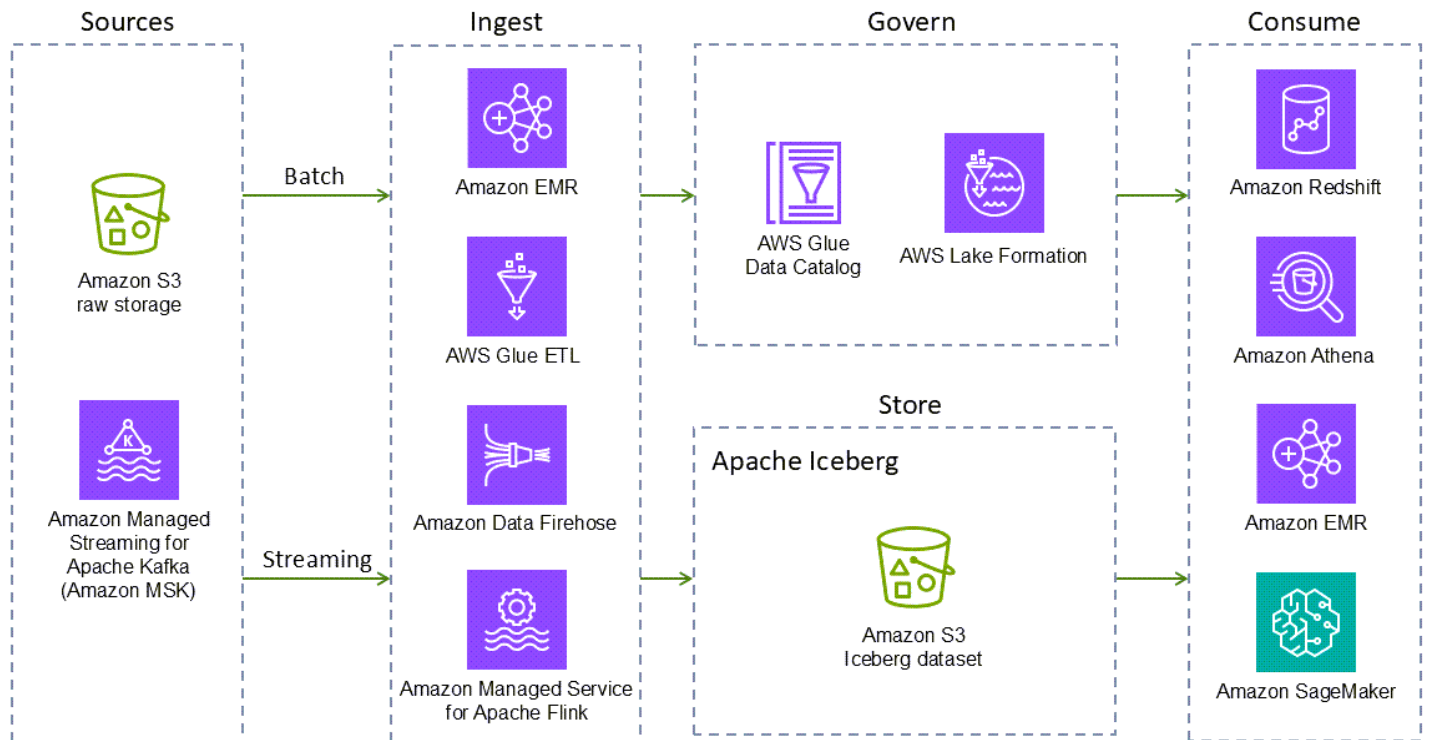 Sources
Ingest
Govern
Consume
Batch
Amazon S3
raw storage
Amazon Managed
Streaming for
Apache Kafka
(Amazon MSK)
Streaming
Amazon EMR
AWS Glue ETL
Amazon Data Firehose
Amazon Managed Service
for Apache Flink
AWS Glue
Data Catalog
AWS Lake Formation
Store
Apache Iceberg
Amazon S3
Iceberg dataset
Amazon Redshift
Amazon Athena
Amazon EMR
Amazon SageMaker
K